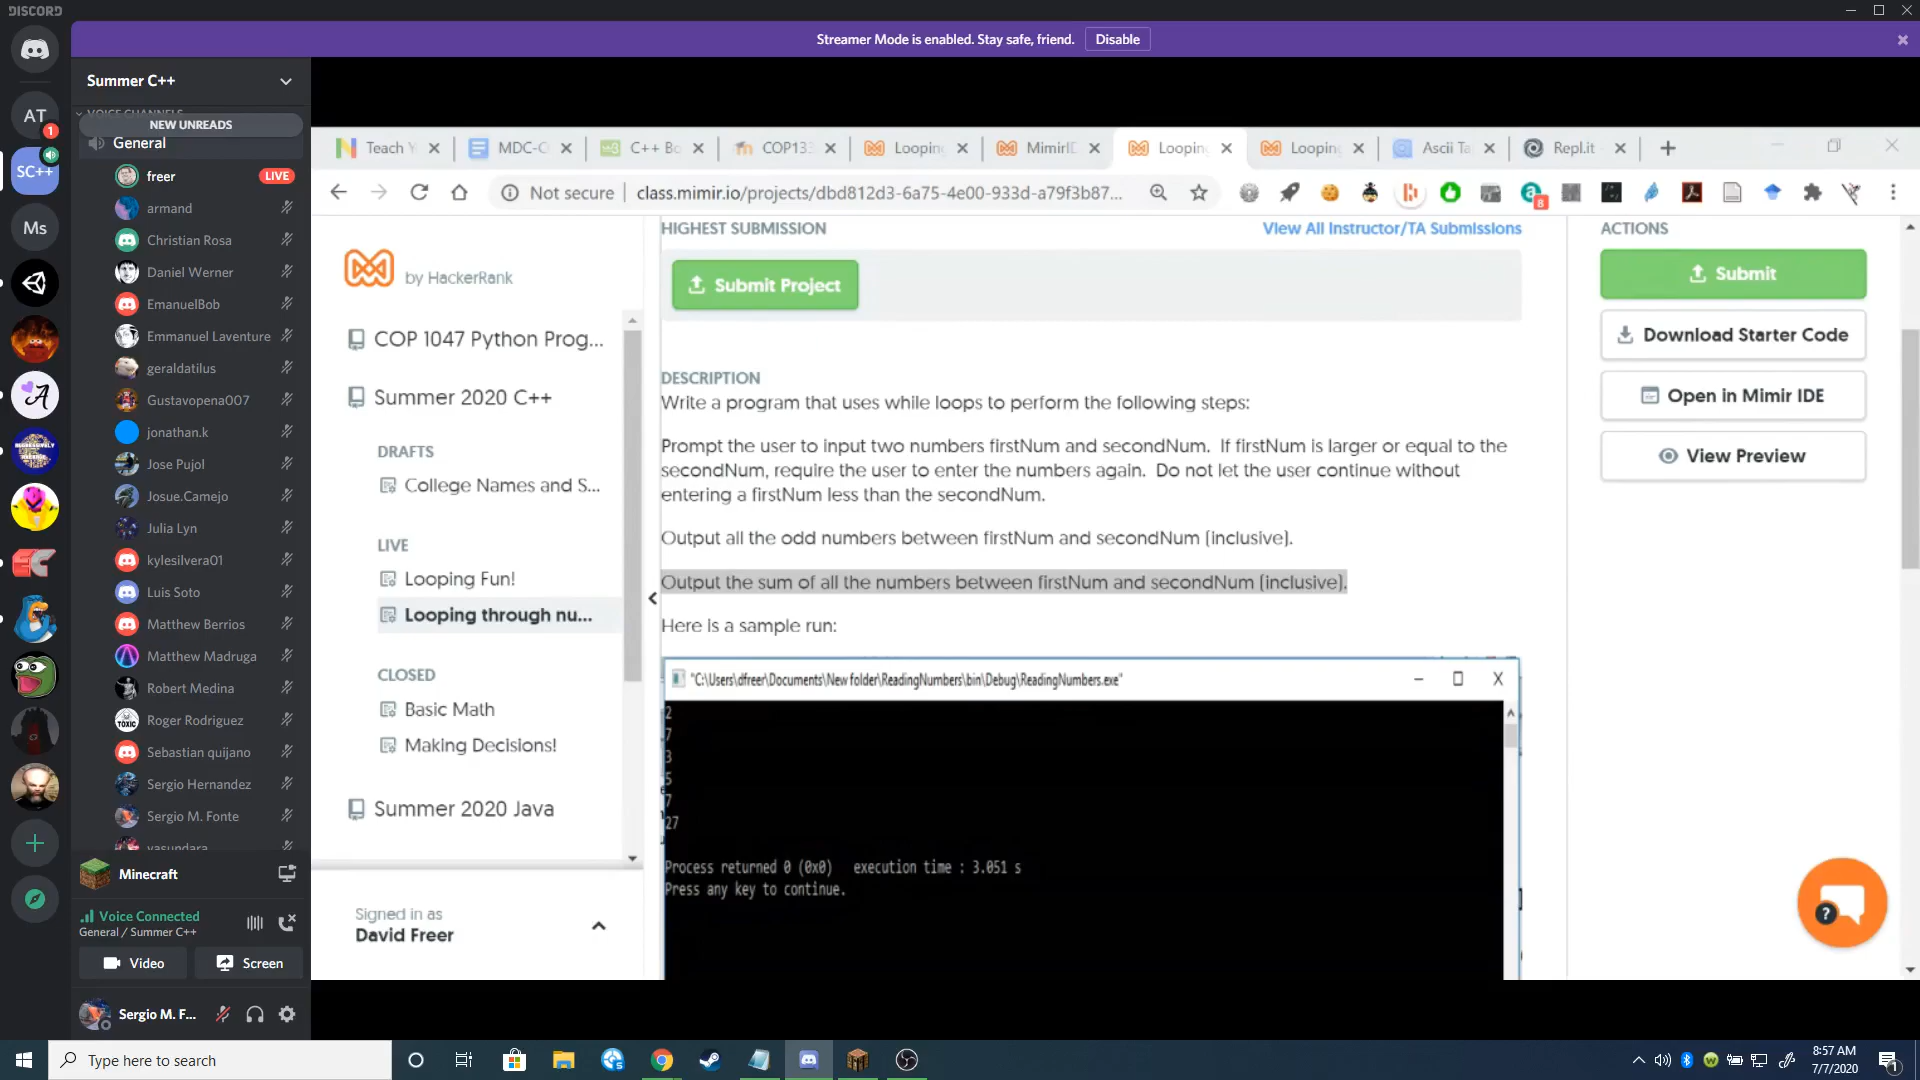 DISCORD
Streamer Mode is enabled. Stay safe, friend.
Disable
Summer C++
NEW UNREADS
General
AT
1
SC++
Ms
freer
LIVE
armand
Christian Rosa
Daniel Werner
EmanuelBob
Emmanuel Laventure
geraldatilus
Gustavopena007
jonathan.k
Jose Pujol
Josue.Camejo
Julia Lyn
kylesilvera01
Luis Soto
Matthew Berrios
Matthew Madruga
Robert Medina
TOXIC
Roger Rodriguez
Sebastian quijano
Sergio Hernandez
Sergio M. Fonte
Minecraft
Voice Connected
General / Summer C++
Video
Screen
Sergio M. F...
Teach Y
MDC-C
C++ Bo
COP133
Looping
MimirID
Looping
Looping
Ascii Ta
Repl.it -
Not secure
class.mimir.io/projects/dbd812d3-6a75-4e00-933d-a79f3b87...
8
by HackerRank
COP 1047 Python Prog...
Summer 2020 C++
DRAFTS
College Names and S...
LIVE
Looping Fun!
Looping through nu...
CLOSED
Basic Math
Making Decisions!
Summer 2020 Java
Signed in as
David Freer
HIGHEST SUBMISSION
View All Instructor/TA Submissions
Submit Project
DESCRIPTION
Write a program that uses while loops to perform the following steps:
Prompt the user to input two numbers firstNum and secondNum. If firstNum is larger or equal to the
secondNum, require the user to enter the numbers again. Do not let the user continue without
entering a firstNum less than the secondNum.
Output all the odd numbers between firstNum and secondNum (inclusive).
Output the sum of all the numbers between firstNum and secondNum (inclusive).
Here is a sample run:
"C:\Users\dfreer\Documents\New folder\ReadingNumbers\bin\Debug\ReadingNumbers.exe"
2
7
3
5
7
27
Process returned 0 (0x0) execution time : 3.051 s
Press any key to continue.
ACTIONS
Submit
Download Starter Code
Open in Mimir IDE
View Preview
?
Type here to search
8:57 AM
7/7/2020
1